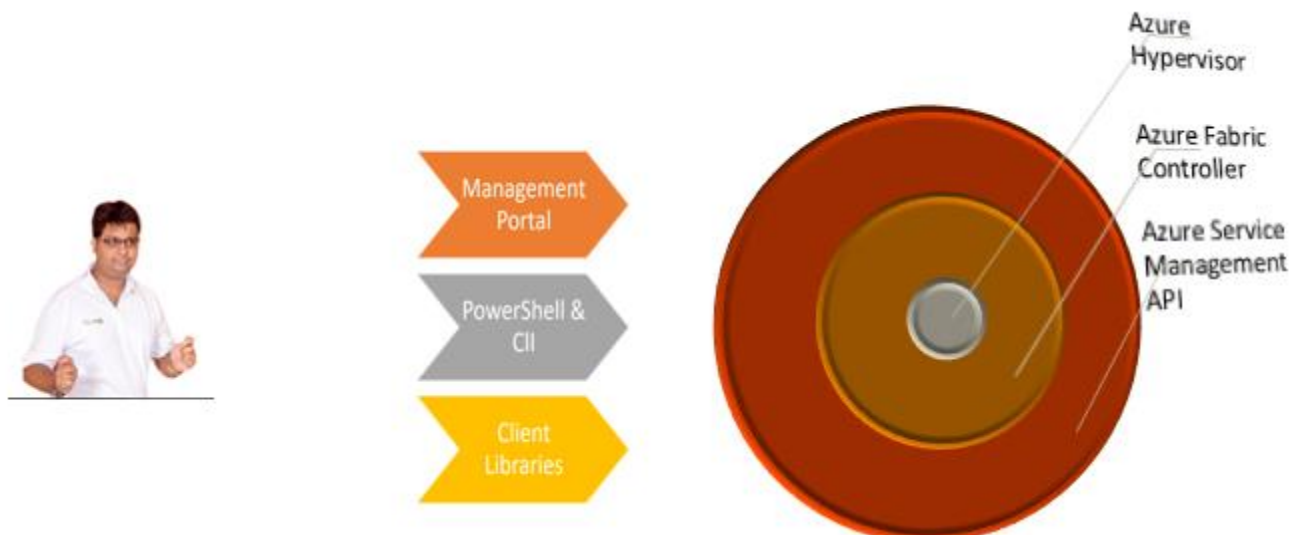 Azure
Hypervisor
Azure Fabric
Controller
Azure Service
Management
API
Management
Portal
PowerShell &
CII
Client
Libraries